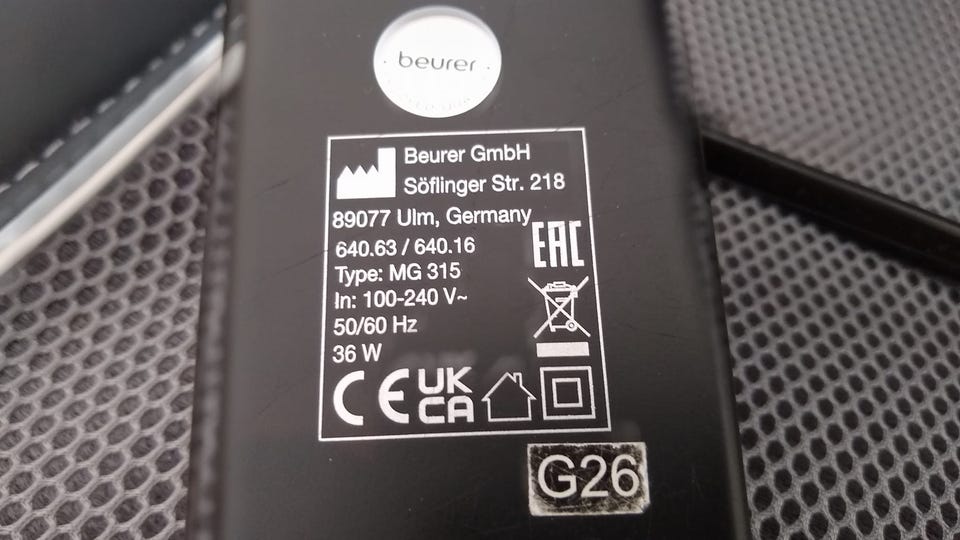 beurer
Beurer GmbH
Söflinger Str. 218
89077 Ulm, Germany
640.63 / 640.16
Type: MG 315
In: 100-240 V~
50/60 Hz
36 W
EAC
CE UK
CA
G26